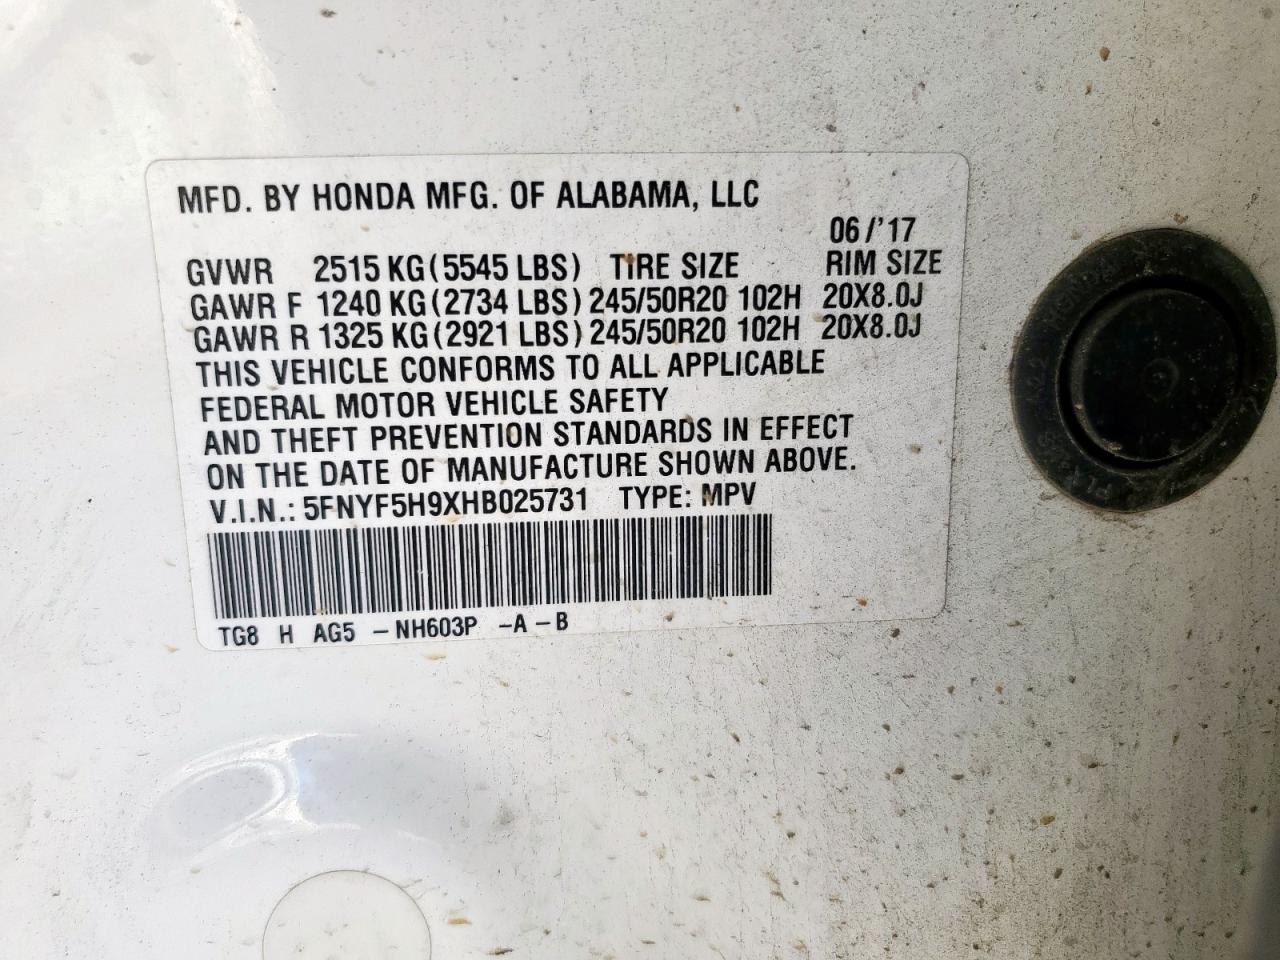 MFD. BY HONDA MFG. OF ALABAMA, LLC
06/'17
GVWR 2515 KG (5545 LBS) TIRE SIZE RIM SIZE
GAWR F 1240 KG (2734 LBS) 245/50R20 102H 20X8.0J
GAWR R 1325 KG (2921 LBS) 245/50R20 102H 20X8.0J
THIS VEHICLE CONFORMS TO ALL APPLICABLE
FEDERAL MOTOR VEHICLE SAFETY
AND THEFT PREVENTION STANDARDS IN EFFECT
ON THE DATE OF MANUFACTURE SHOWN ABOVE.
V.I.N.: 5FNYF5H9XHB025731 TYPE: MPV
TG8 H AG5 -NH603P -A -B